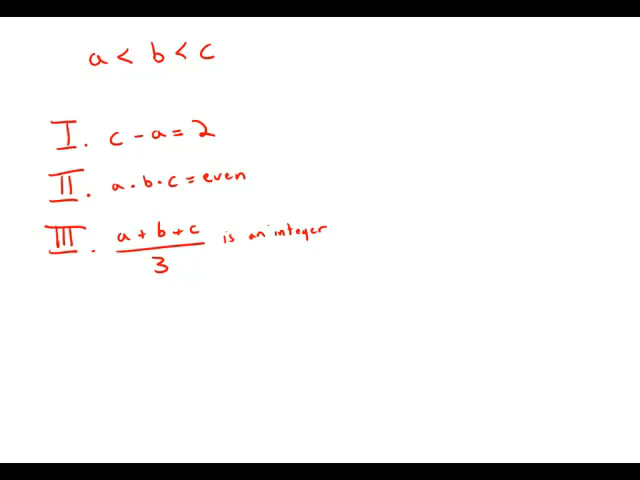 a < b < c
I. c - a = 2
II. a · b · c = even
III. a + b + c is an integer
3